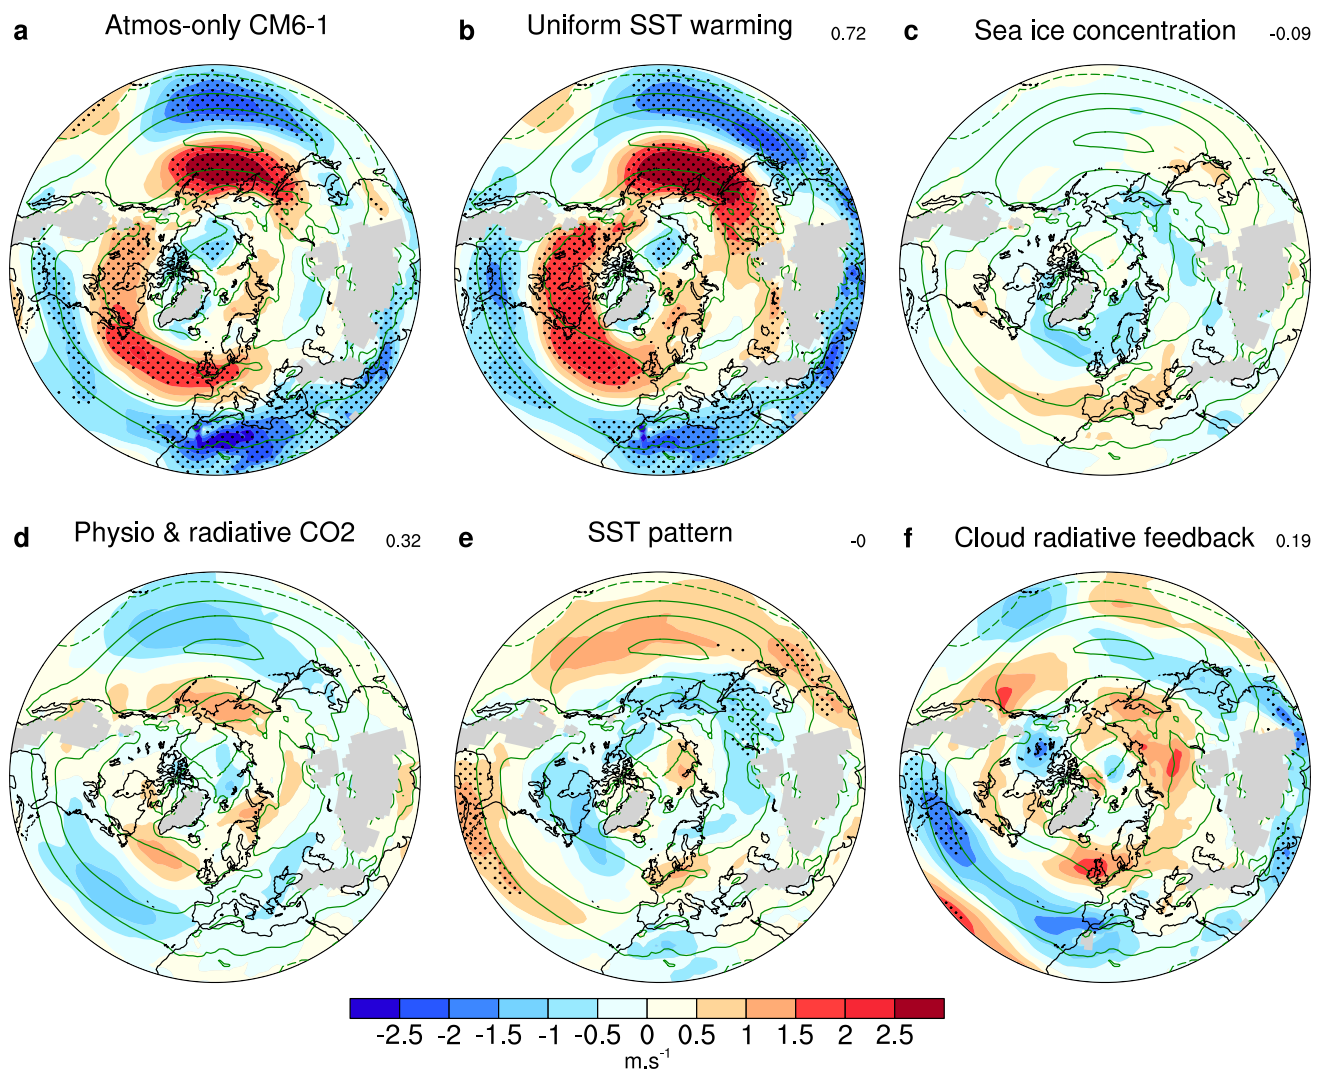 a Atmos-only CM6-1
b Uniform SST warming 0.72
c Sea ice concentration -0.09
d Physio & radiative CO2 0.32
e SST pattern -0
f Cloud radiative feedback 0.19
-2.5 -2 -1.5 -1 -0.5 0 0.5 1 1.5 2 2.5
m.s⁻¹